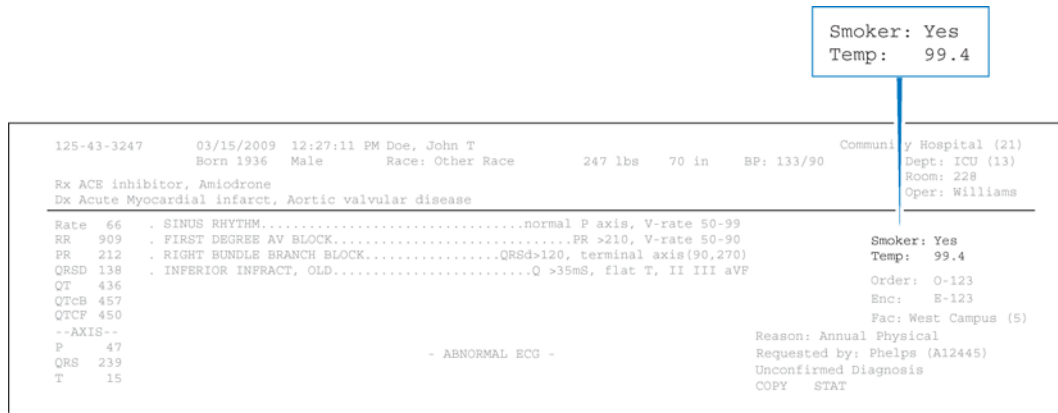 Smoker: Yes
Temp: 99.4
125-43-3247 03/15/2009 12:27:11 PM Doe, John T Community Hospital (21)
Born 1936 Male Race: Other Race 247 lbs 70 in BP: 133/90 Dept: ICU (13)
Room: 228
Rx ACE inhibitor, Amiodrone
Oper: Williams
Dx Acute Myocardial infarct, Aortic valvular disease
Rate 66 . SINUS RHYTHM.................................normal P axis, V-rate 50-99
RR 909 . FIRST DEGREE AV BLOCK..............................PR >210, V-rate 50-90
Smoker: Yes
PR 212 . RIGHT BUNDLE BRANCH BLOCK.................QRSd>120, terminal axis(90,270)
Temp: 99.4
QRSD 138 . INFERIOR INFRACT, OLD.........................Q >35mS, flat T, II III aVF
QT 436 Order: O-123
QTcB 457 Enc: E-123
QTCF 450 Fac: West Campus (5)
--AXIS-- Reason: Annual Physical
P 47 - ABNORMAL ECG - Requested by: Phelps (A12445)
QRS 239 Unconfirmed Diagnosis
T 15 COPY STAT